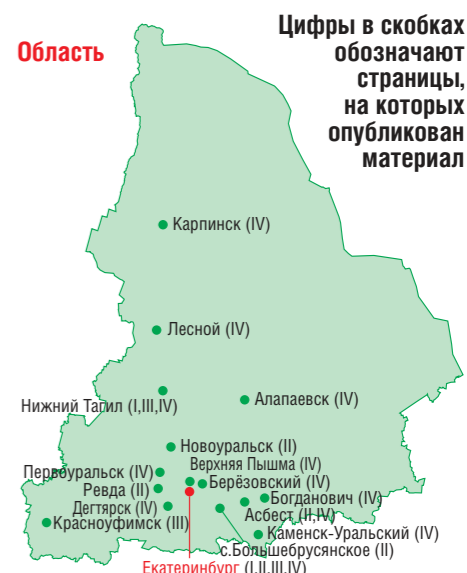 Область
Цифры в скобках
обозначают
страницы,
на которых
опубликован
материал
Карпинск (IV)
Лесной (IV)
Нижний Тагил (I,III,IV)
Алапаевск (IV)
Новоуральск (II)
Верхняя Пышма (IV)
Первоуральск (IV)
Берёзовский (IV)
Ревда (II)
Богданович (IV)
Дегтярск (IV)
Асбест (II,IV)
Красноуфимск (III)
Каменск-Уральский (IV)
с.Большебрусянское (II)
Екатеринбург (I,II,III,IV)